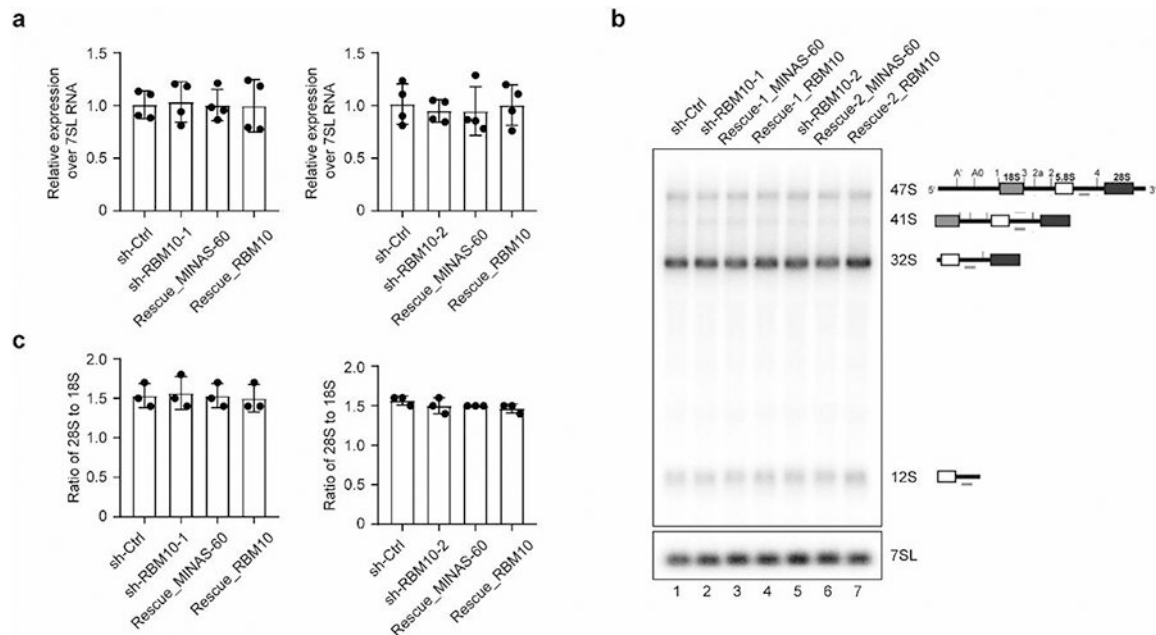 a
1.5
1.0
0.5
0
Relative expression
over 7SL RNA
sh-Ctrl
sh-RBM10-1
Rescue_MINAS-60
Rescue_RBM10
1.5
1.0
0.5
0
Relative expression
over 7SL RNA
sh-Ctrl
sh-RBM10-2
Rescue_MINAS-60
Rescue_RBM10
b
sh-Ctrl
sh-RBM10-1
Rescue-1_MINAS-60
Rescue-1_RBM10
sh-RBM10-2
Rescue-2_MINAS-60
Rescue-2_RBM10
47S
5' A' A0 1 18S 3 2a 2 5.8S 4 28S 3'
41S
32S
12S
7SL
1 2 3 4 5 6 7
c
2.0
1.5
1.0
0.5
0
Ratio of 28S to 18S
sh-Ctrl
sh-RBM10-1
Rescue_MINAS-60
Rescue_RBM10
2.0
1.5
1.0
0.5
0
Ratio of 28S to 18S
sh-Ctrl
sh-RBM10-2
Rescue_MINAS-60
Rescue_RBM10